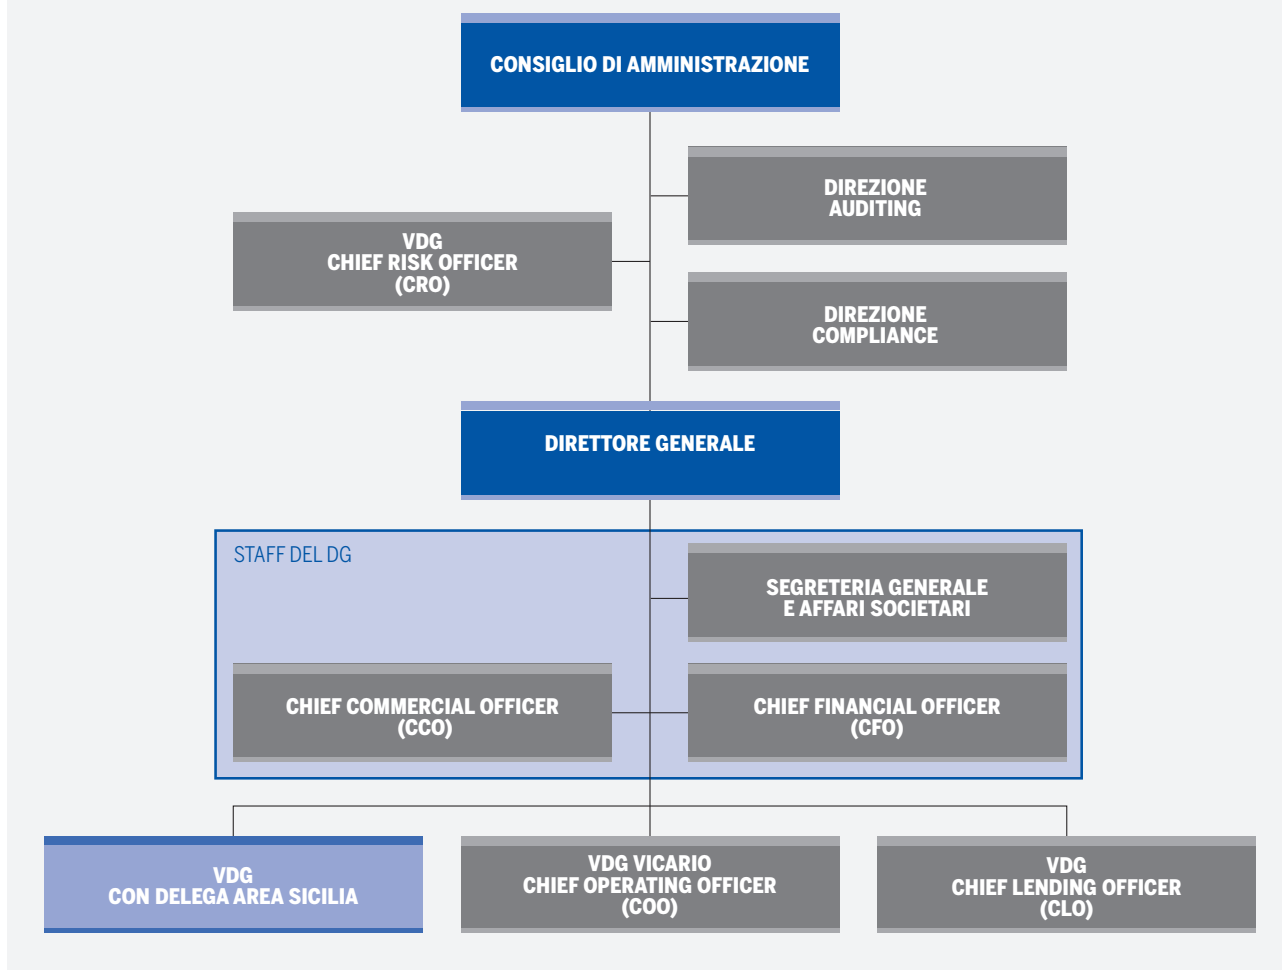 CONSIGLIO DI AMMINISTRAZIONE
DIREZIONE
AUDITING
VDG
CHIEF RISK OFFICER
(CRO)
DIREZIONE
COMPLIANCE
DIRETTORE GENERALE
STAFF DEL DG
SEGRETERIA GENERALE
E AFFARI SOCIETARI
CHIEF COMMERCIAL OFFICER
(CCO)
CHIEF FINANCIAL OFFICER
(CFO)
VDG
CON DELEGA AREA SICILIA
VDG VICARIO
CHIEF OPERATING OFFICER
(COO)
VDG
CHIEF LENDING OFFICER
(CLO)